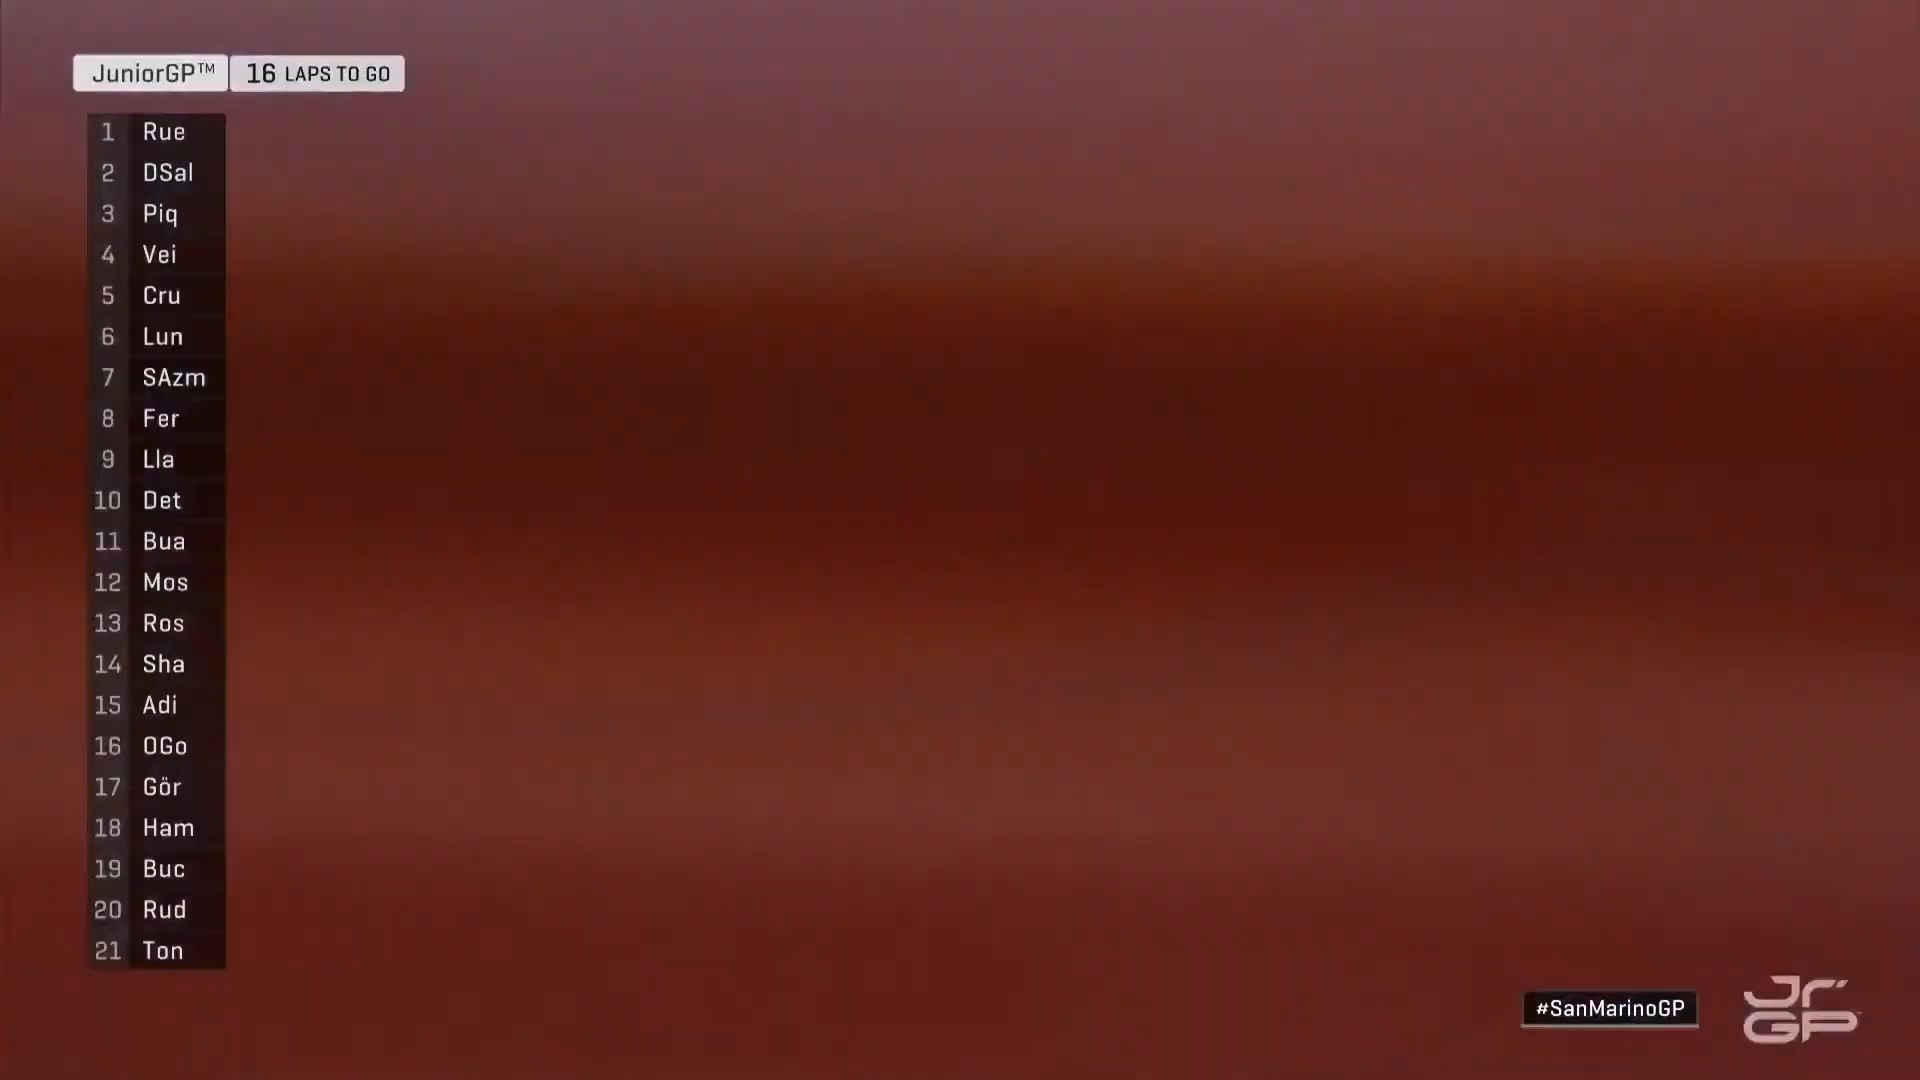 JuniorGP™ 16 LAPS TO GO
1 Rue
2 DSal
3 Piq
4 Vei
5 Cru
6 Lun
7 SAzm
8 Fer
9 Lla
10 Det
11 Bua
12 Mos
13 Ros
14 Sha
15 Adi
16 OGo
17 Gör
18 Ham
19 Buc
20 Rud
21 Ton
#SanMarinoGP
Jr
GP